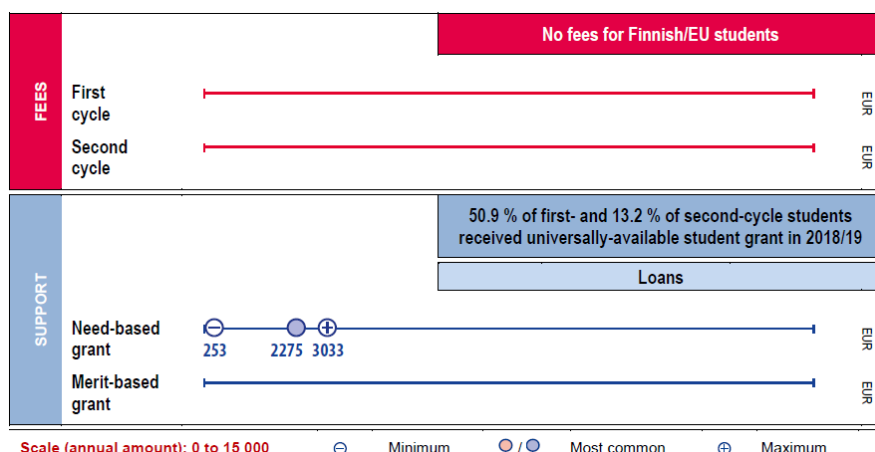 No fees for Finnish/EU students
FEES
First
cycle
EUR
Second
cycle
EUR
50.9 % of first- and 13.2 % of second-cycle students
received universally-available student grant in 2018/19
Loans
SUPPORT
Need-based
grant
253 2275 3033
EUR
Merit-based
grant
EUR
Scale (annual amount): 0 to 15 000 Minimum / Most common Maximum